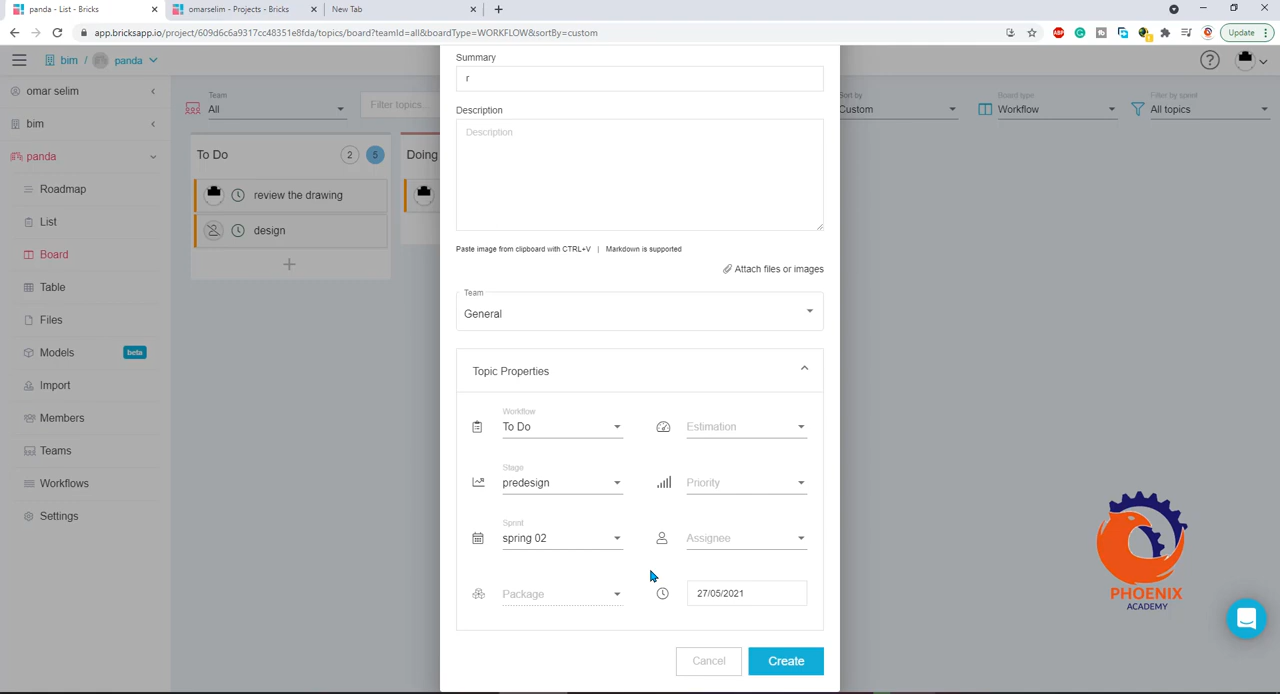 panda - List - Bricks
omarselim - Projects - Bricks
New Tab
app.bricksapp.io/project/609d6c6a9317cc48351e8fda/topics/board?teamId=all&boardType=WORKFLOW&sortBy=custom
ABP
Update
bim / panda
omar selim
bim
panda
Roadmap
List
Board
Table
Files
Models beta
Import
Members
Teams
Workflows
Settings
Team
All
Filter topics...
Sort by
Custom
Board type
Workflow
Filter by speed
All topics
To Do 2 5
review the drawing
design
Doing
Summary
r
Description
Description
Paste image from clipboard with CTRL+V | Markdown is supported
Attach files or images
Team
General
Topic Properties
Workflow
To Do
Estimation
Stage
predesign
Priority
Sprint
spring 02
Assignee
Package
27/05/2021
Cancel
Create
PHOENIX
ACADEMY